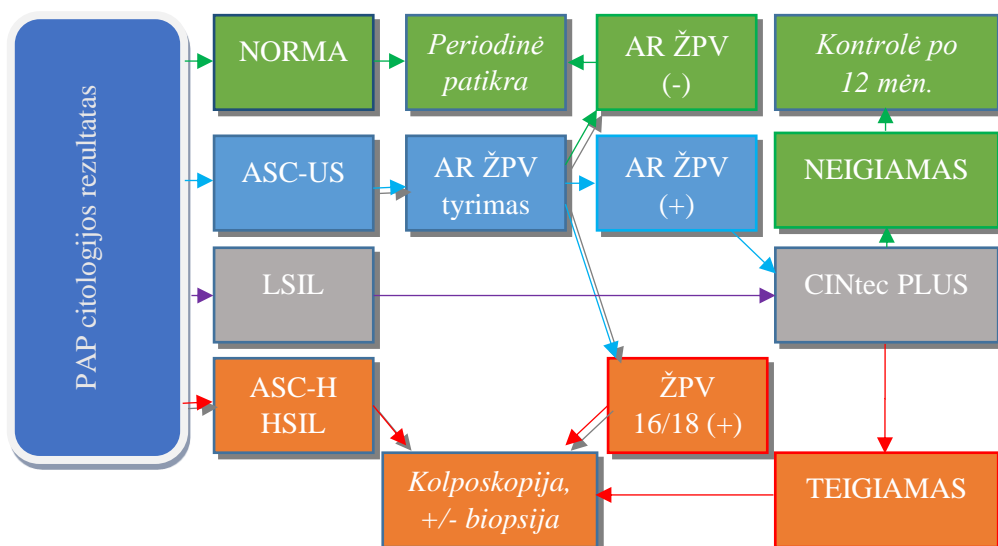 PAP citologijos rezultatas
NORMA
Periodinė
patikra
AR ŽPV
(-)
Kontrolė po
12 mėn.
ASC-US
AR ŽPV
tyrimas
AR ŽPV
(+)
NEIGIAMAS
LSIL
CINtec PLUS
ASC-H
HSIL
ŽPV
16/18 (+)
Kolposkopija,
+/- biopsija
TEIGIAMAS